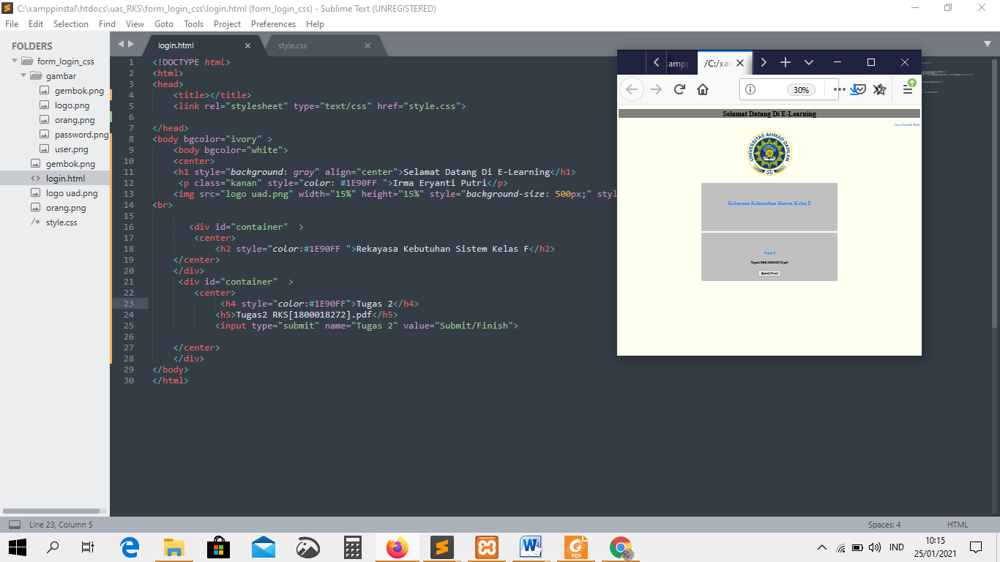 C:\xamppinstal\htdocs\uas_RKS\form_login_css\login.html (form_login_css) - Sublime Text (UNREGISTERED)
File Edit Selection Find View Goto Tools Project Preferences Help
FOLDERS
form_login_css
gambar
gembok.png
logo.png
orang.png
password.png
user.png
gembok.png
login.html
logo uad.png
orang.png
style.css
login.html
style.css
1 <!DOCTYPE html>
2 <html>
3 <head>
4 <title></title>
5 <link rel="stylesheet" type="text/css" href="style.css">
6
7 </head>
8 <body bgcolor="ivory" >
9 <body bgcolor="white">
10 <center>
11 <h1 style="background: gray" align="center">Selamat Datang Di E-Learning</h1>
12 <p class="kanan" style="color: #1E90FF ">Irma Eryanti Putri</p>
13 <img src="logo uad.png" width="15%" height="15%" style="background-size: 500px;" styl
14 <br>
15
16 <div id="container" >
17 <center>
18 <h2 style="color:#1E90FF ">Rekayasa Kebutuhan Sistem Kelas F</h2>
19 </center>
20 </div>
21 <div id="container" >
22 <center>
23 <h4 style="color:#1E90FF">Tugas 2</h4>
24 <h5>Tugas2 RKS[1800018272].pdf</h5>
25 <input type="submit" name="Tugas 2" value="Submit/Finish">
26
27 </center>
28 </div>
29 </body>
30 </html>
/C:/xam
30%
Selamat Datang Di E-Learning
Irma Eryanti Putri
UNIVERSITAS AHMAD DAHLAN
Rekayasa Kebutuhan Sistem Kelas F
Tugas 2
Tugas2 RKS[1800018272].pdf
Submit/Finish
Line 23, Column 5
Spaces: 4
HTML
PDF
IND
10:15
25/01/2021